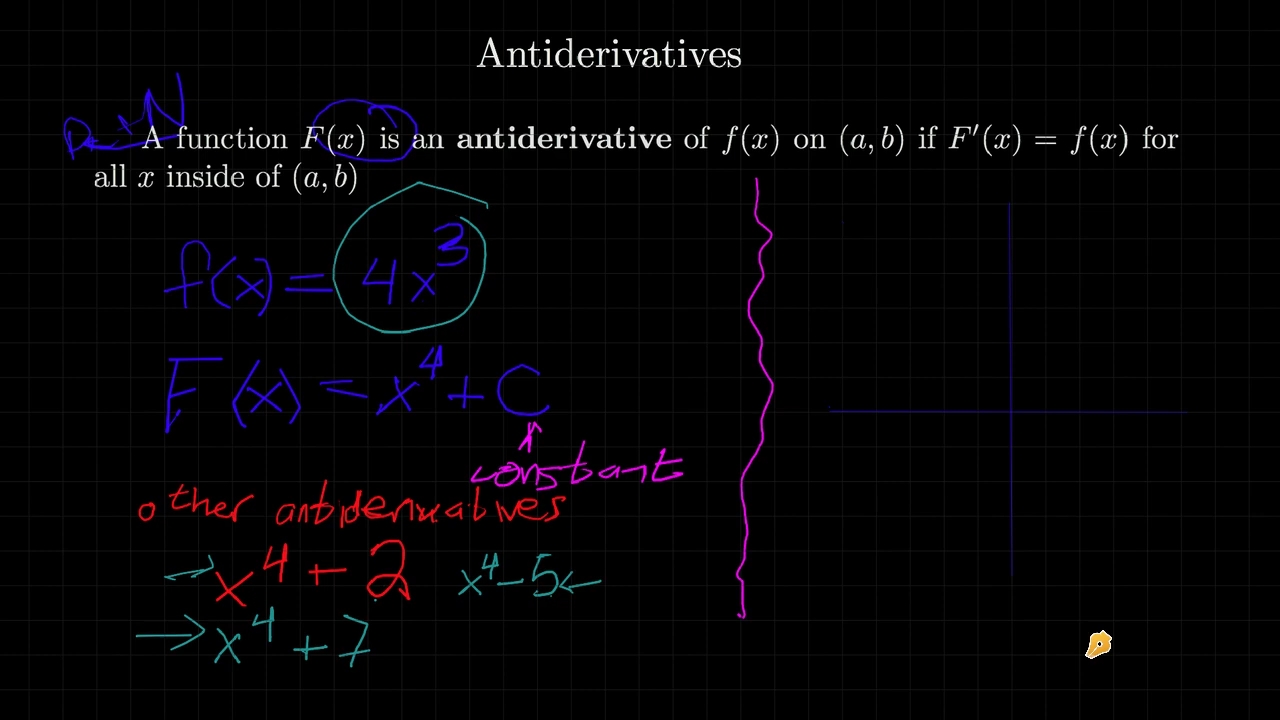 Antiderivatives
A function F(x) is an antiderivative of f(x) on (a, b) if F′(x) = f(x) for
all x inside of (a, b)
f(x) = 4x³
F(x) = x⁴ + C
↑
constant
other antiderivatives
→ x⁴ + 2 x⁴ − 5 ←
→ x⁴ + 7